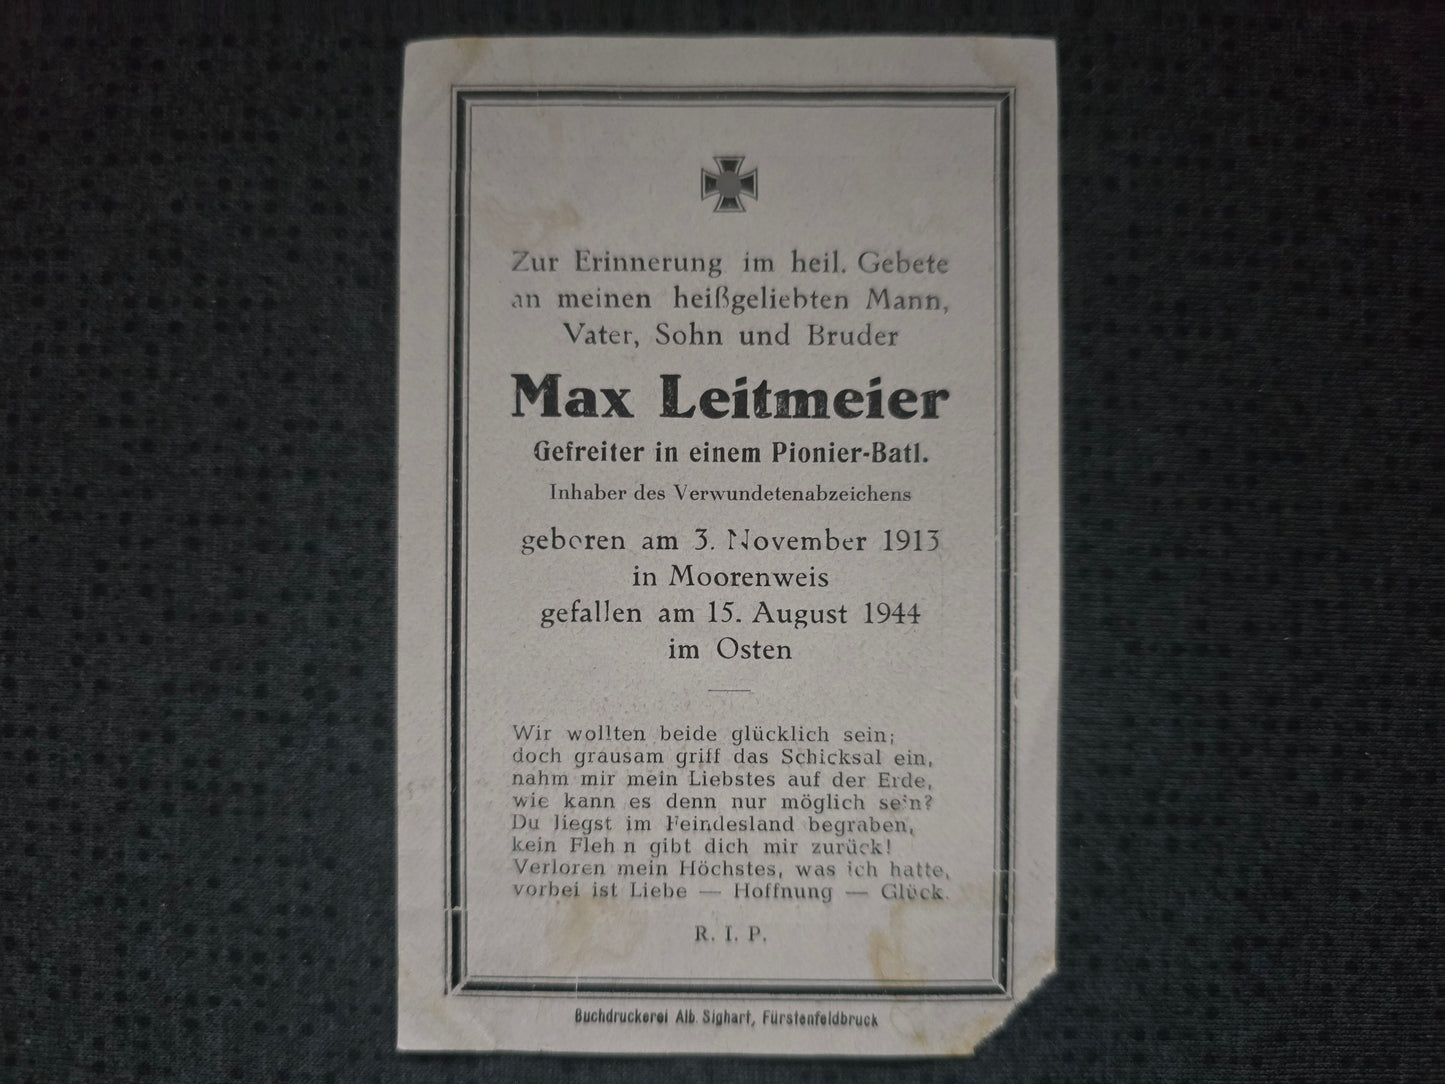 Zur Erinnerung im heil. Gebete
an meinen heißgeliebten Mann,
Vater, Sohn und Bruder
Max Leitmeier
Gefreiter in einem Pionier-Batl.
Inhaber des Verwundetenabzeichens
geboren am 3. November 1913
in Moorenweis
gefallen am 15. August 1944
im Osten
Wir wollten beide glücklich sein;
doch grausam griff das Schicksal ein,
nahm mir mein Liebstes auf der Erde,
wie kann es denn nur möglich sein?
Du liegst im Feindesland begraben,
kein Fleh n gibt dich mir zurück!
Verloren mein Höchstes, was ich hatte,
vorbei ist Liebe — Hoffnung — Glück.
R. I. P.
Buchdruckerei Alb. Sighart, Fürstenfeldbruck